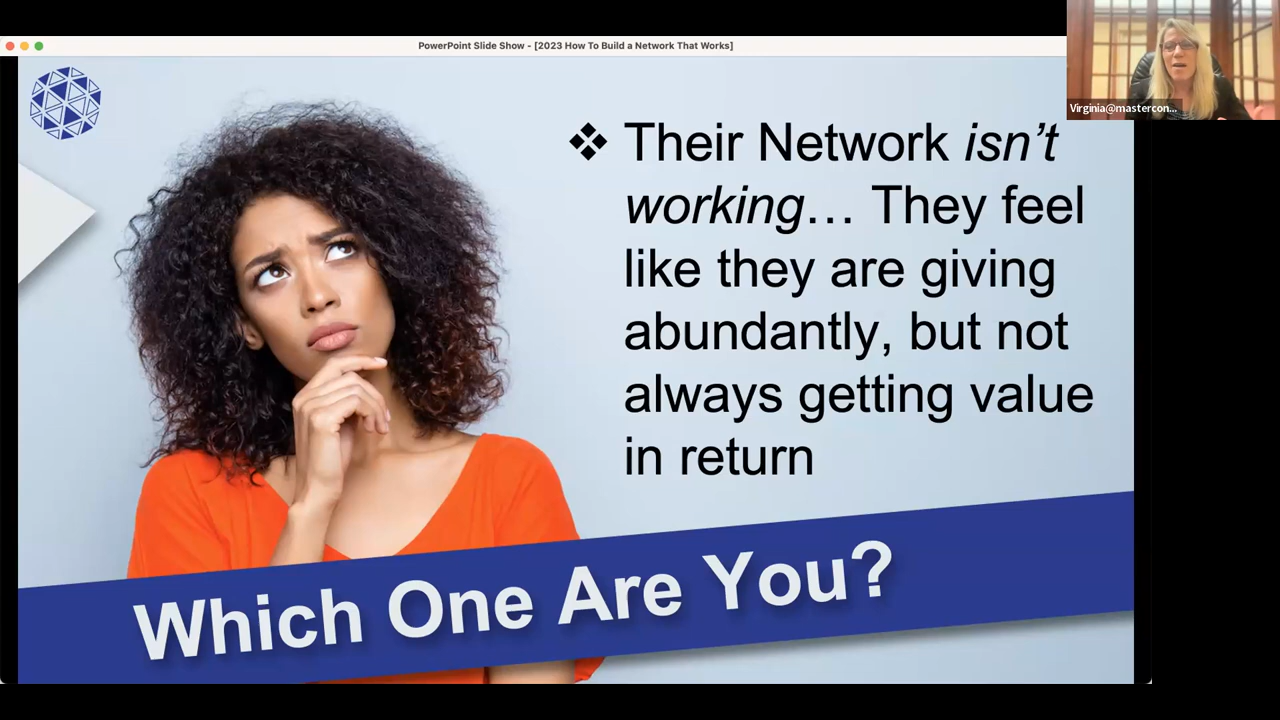 PowerPoint Slide Show - [2023 How To Build a Network That Works]
Virginia@mastercon...
❖ Their Network isn’t
working… They feel
like they are giving
abundantly, but not
always getting value
in return
Which One Are You?